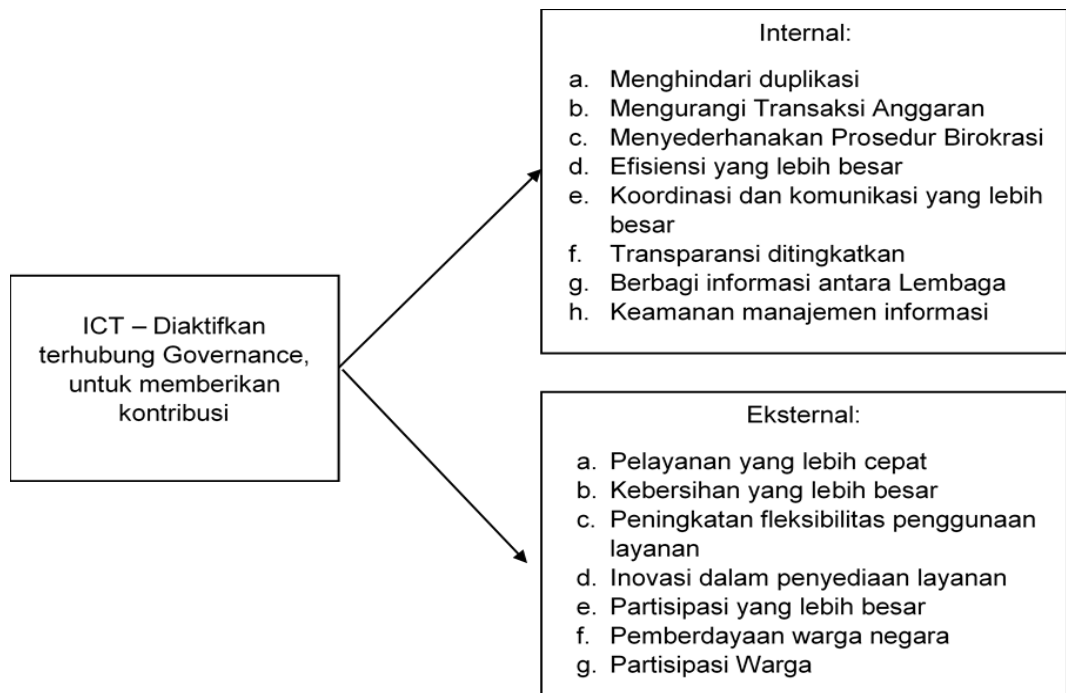 ICT – Diaktifkan
terhubung Governance,
untuk memberikan
kontribusi
Internal:
a. Menghindari duplikasi
b. Mengurangi Transaksi Anggaran
c. Menyederhanakan Prosedur Birokrasi
d. Efisiensi yang lebih besar
e. Koordinasi dan komunikasi yang lebih
besar
f. Transparansi ditingkatkan
g. Berbagi informasi antara Lembaga
h. Keamanan manajemen informasi
Eksternal:
a. Pelayanan yang lebih cepat
b. Kebersihan yang lebih besar
c. Peningkatan fleksibilitas penggunaan
layanan
d. Inovasi dalam penyediaan layanan
e. Partisipasi yang lebih besar
f. Pemberdayaan warga negara
g. Partisipasi Warga